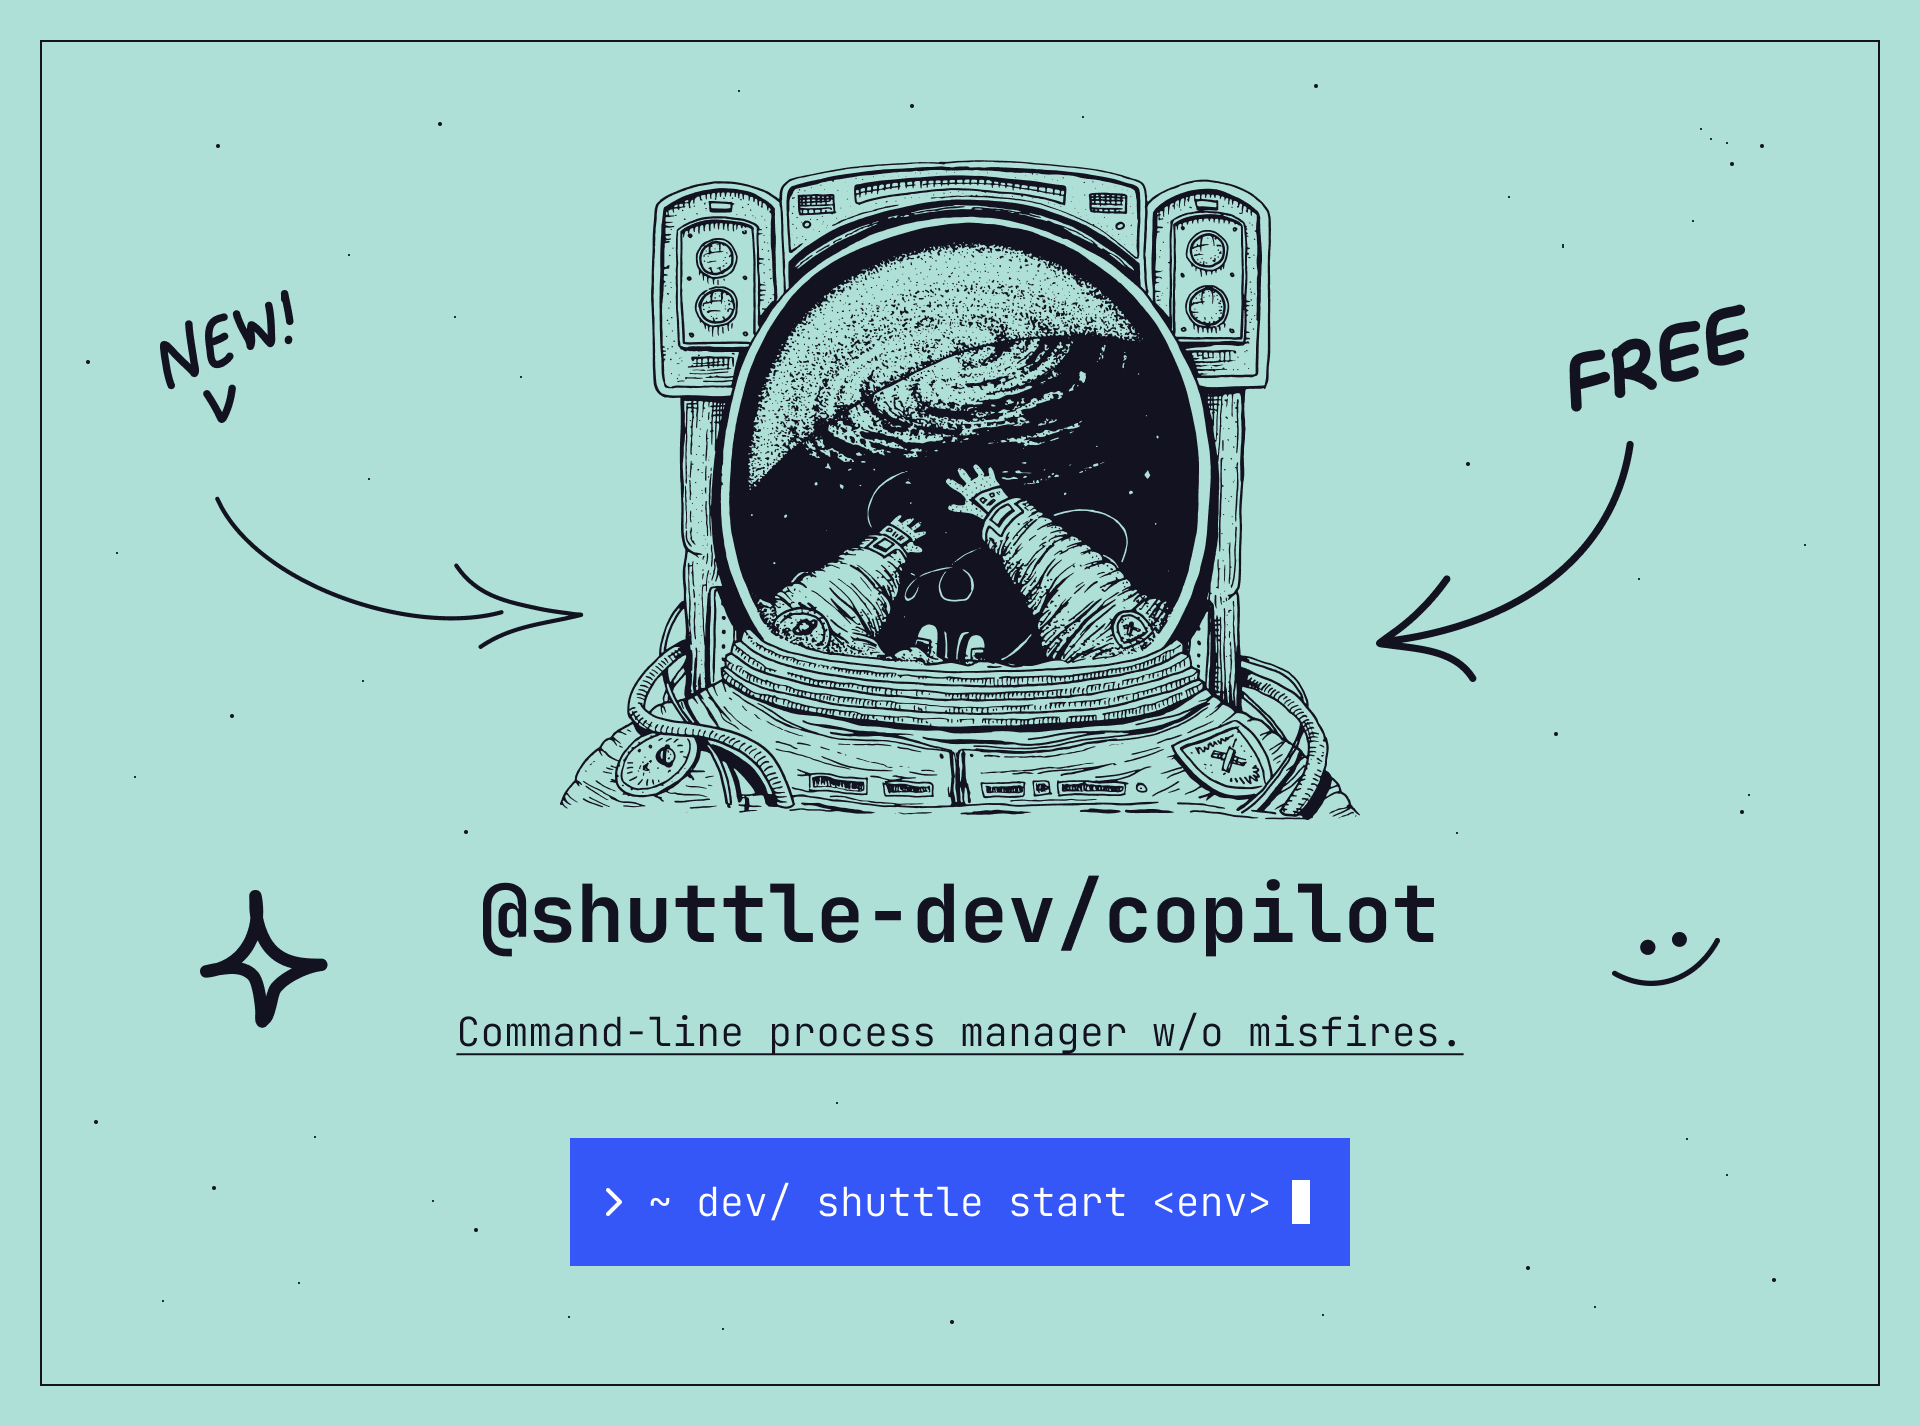 NEW!
FREE
@shuttle-dev/copilot
Command-line process manager w/o misfires.
> ~ dev/ shuttle start <env>